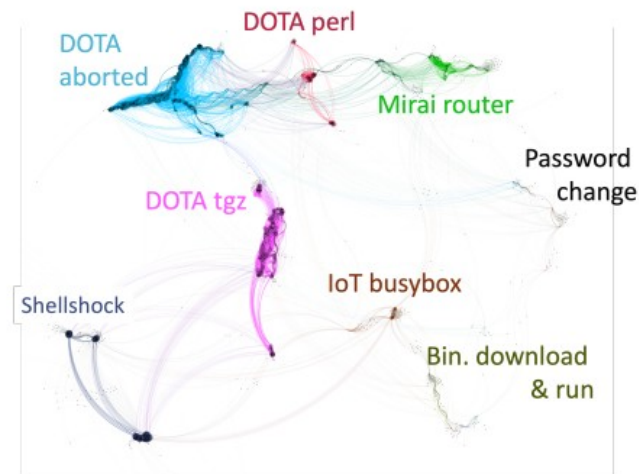 DOTA perl
DOTA
aborted
Mirai router
Password
change
DOTA tgz
IoT busybox
Shellshock
Bin. download
& run